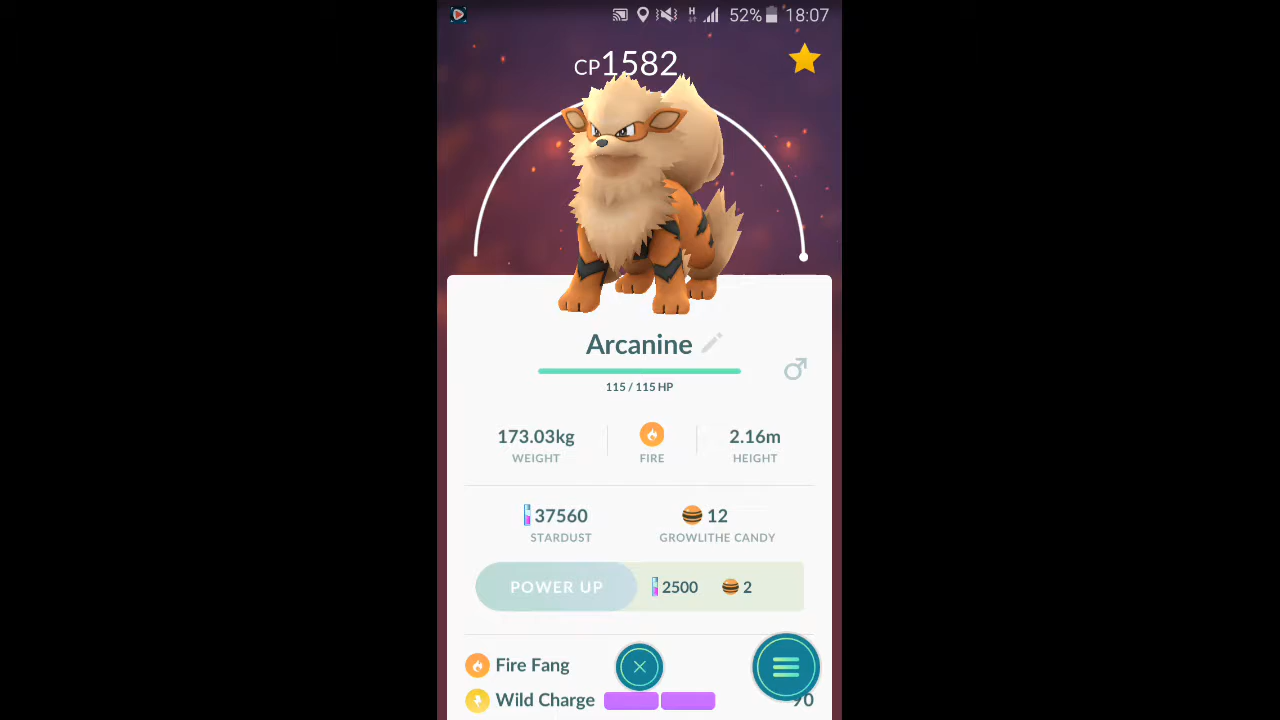 H 52% 18:07
CP1582
Arcanine
115 / 115 HP
173.03kg 2.16m
WEIGHT FIRE HEIGHT
37560 12
STARDUST GROWLITHE CANDY
POWER UP 2500 2
Fire Fang
Wild Charge 90